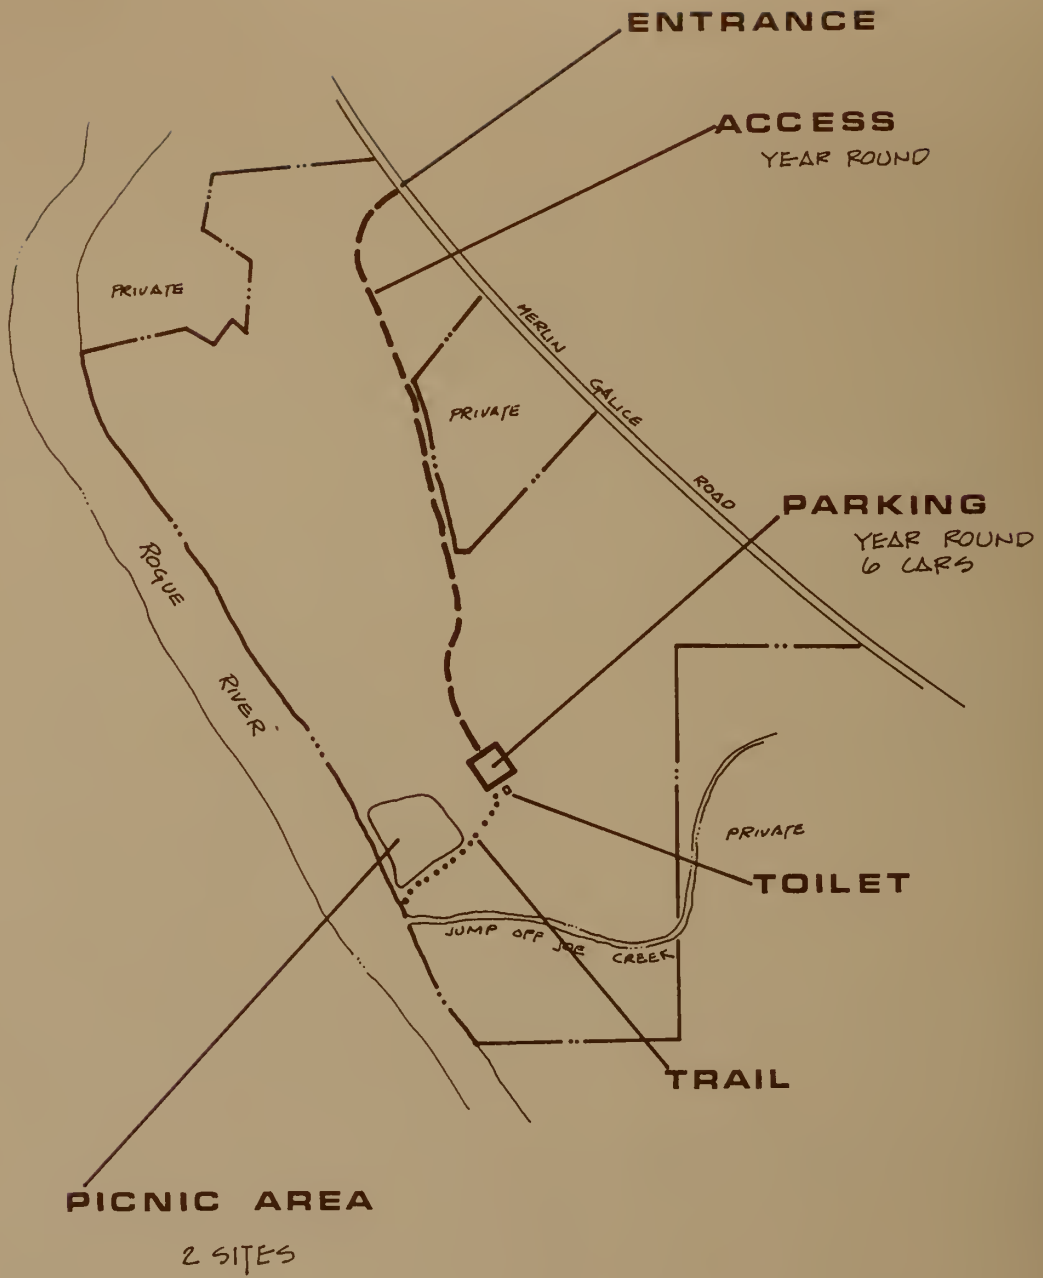 ENTRANCE
ACCESS
YEAR ROUND
PRIVATE
MERLIN GALICE ROAD
PRIVATE
PARKING
YEAR ROUND
6 CARS
ROGUE RIVER
PRIVATE
TOILET
JUMP OFF JOE CREEK
TRAIL
PICNIC AREA
2 SITES